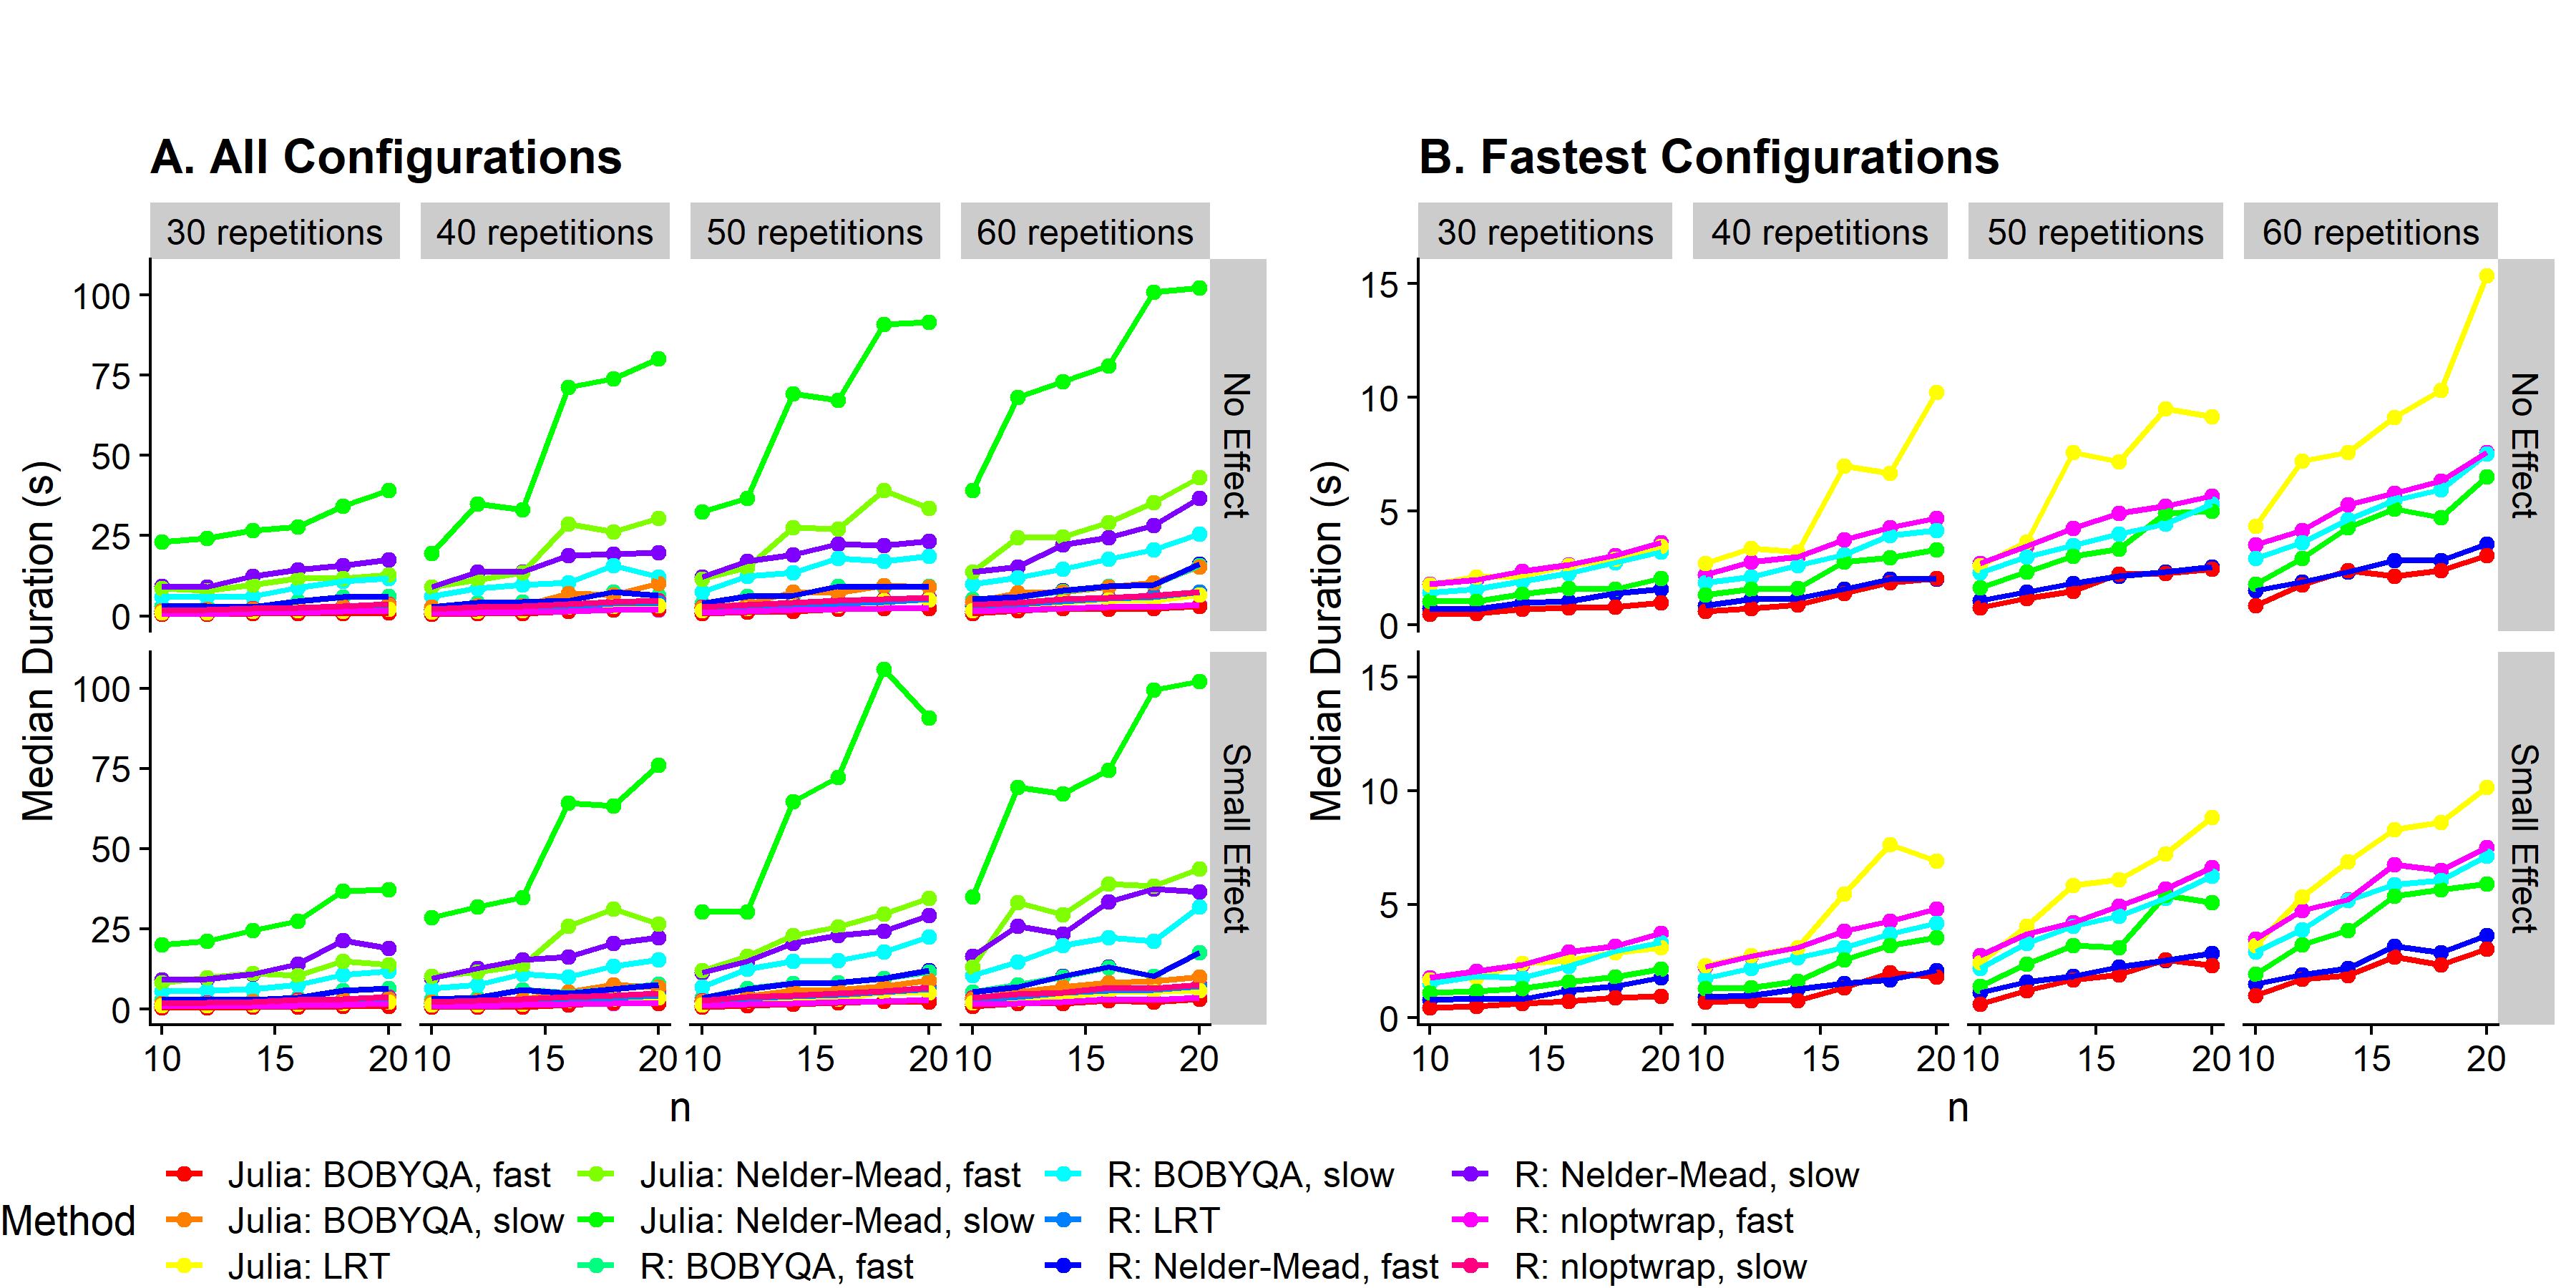 A. All Configurations
B. Fastest Configurations
30 repetitions
40 repetitions
50 repetitions
60 repetitions
30 repetitions
40 repetitions
50 repetitions
60 repetitions
Median Duration (s)
100
75
50
25
0
No Effect
100
75
50
25
0
Small Effect
10
15
20
10
15
20
10
15
20
10
15
20
n
Median Duration (s)
15
10
5
0
No Effect
15
10
5
0
Small Effect
10
15
20
10
15
20
10
15
20
10
15
20
n
Method
Julia: BOBYQA, fast
Julia: BOBYQA, slow
Julia: LRT
Julia: Nelder-Mead, fast
Julia: Nelder-Mead, slow
R: BOBYQA, fast
R: BOBYQA, slow
R: LRT
R: Nelder-Mead, fast
R: Nelder-Mead, slow
R: nloptwrap, fast
R: nloptwrap, slow